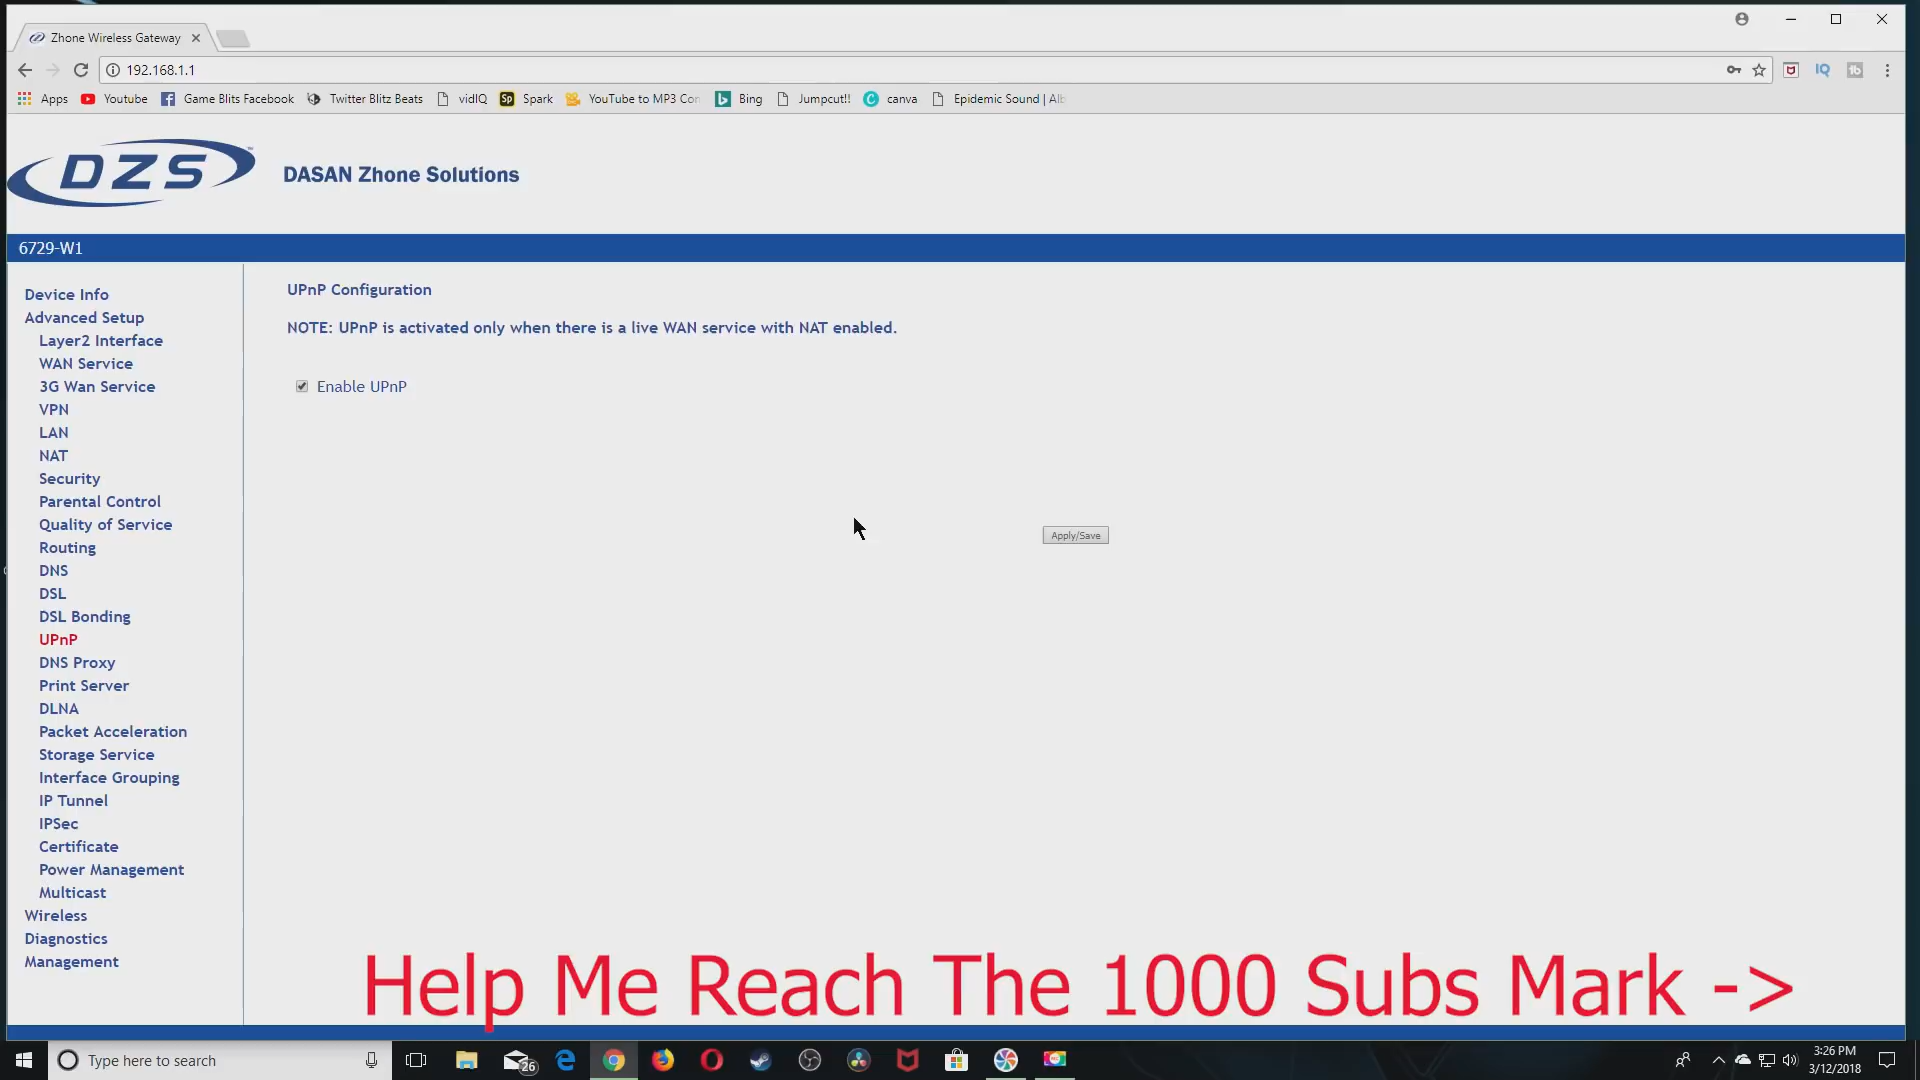 Zhone Wireless Gateway
192.168.1.1
Apps Youtube Game Blits Facebook Twitter Blitz Beats vidIQ Sp Spark YouTube to MP3 Con Bing Jumpcut!! canva Epidemic Sound | Alb
IQ
DZS
DASAN Zhone Solutions
6729-W1
Device Info
Advanced Setup
Layer2 Interface
WAN Service
3G Wan Service
VPN
LAN
NAT
Security
Parental Control
Quality of Service
Routing
DNS
DSL
DSL Bonding
UPnP
DNS Proxy
Print Server
DLNA
Packet Acceleration
Storage Service
Interface Grouping
IP Tunnel
IPSec
Certificate
Power Management
Multicast
Wireless
Diagnostics
Management
UPnP Configuration
NOTE: UPnP is activated only when there is a live WAN service with NAT enabled.
Enable UPnP
Apply/Save
Help Me Reach The 1000 Subs Mark ->
Type here to search
26
3:26 PM
3/12/2018